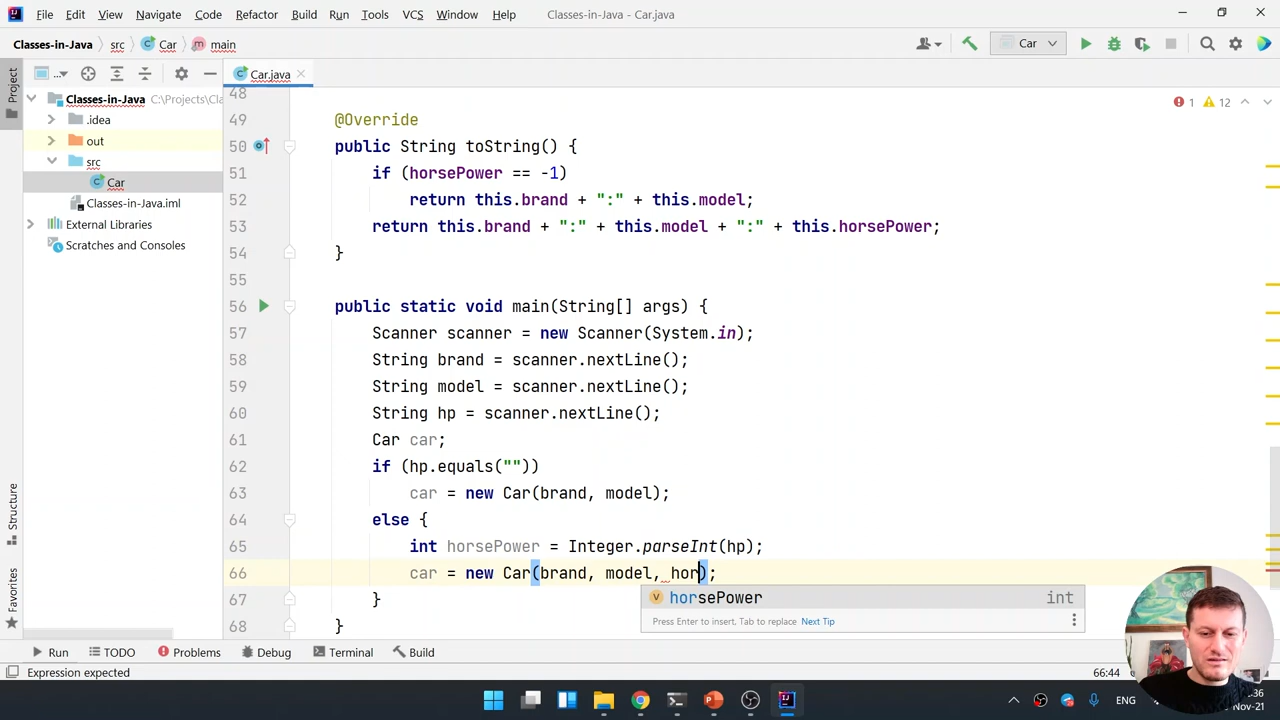 File Edit View Navigate Code Refactor Build Run Tools VCS Window Help Classes-in-Java - Car.java
Classes-in-Java src Car main Car
Project
... Car.java
Classes-in-Java C:\Projects\Cla
.idea
out
src
Car
Classes-in-Java.iml
External Libraries
Scratches and Consoles
1 12
48
49 @Override
50 public String toString() {
51 if (horsePower == -1)
52 return this.brand + ":" + this.model;
53 return this.brand + ":" + this.model + ":" + this.horsePower;
54 }
55
56 public static void main(String[] args) {
57 Scanner scanner = new Scanner(System.in);
58 String brand = scanner.nextLine();
59 String model = scanner.nextLine();
60 String hp = scanner.nextLine();
61 Car car;
62 if (hp.equals(""))
63 car = new Car(brand, model);
64 else {
65 int horsePower = Integer.parseInt(hp);
66 car = new Car(brand, model, hor);
67 }
68 }
horsePower int
Press Enter to insert, Tab to replace Next Tip
Structure
Favorites
Run TODO Problems Debug Terminal Build
Expression expected 66:44
ENG